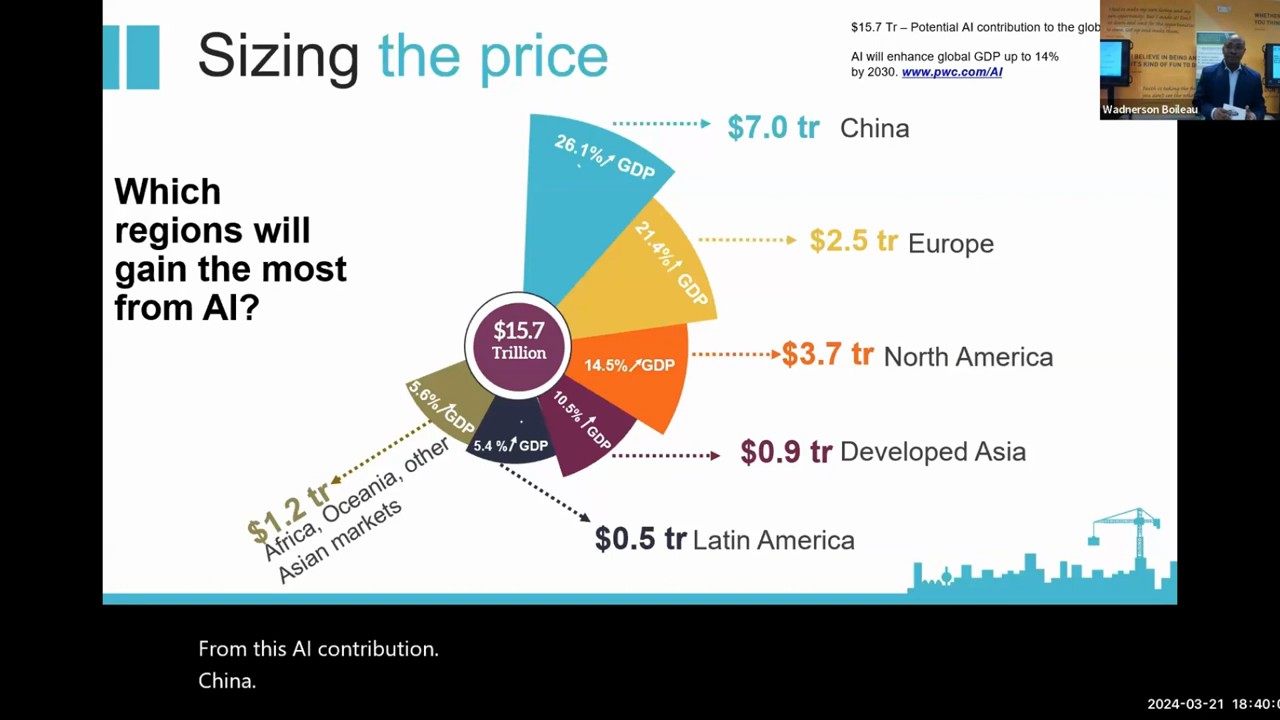 Sizing the price
$15.7 Tr – Potential AI contribution to the glob
AI will enhance global GDP up to 14%
by 2030. www.pwc.com/AI
Wadnerson Boileau
Which
regions will
gain the most
from AI?
26.1% GDP
$7.0 tr China
21.4% GDP
$2.5 tr Europe
$15.7
Trillion
14.5% GDP
$3.7 tr North America
10.5% GDP
$0.9 tr Developed Asia
5.4 % GDP
$0.5 tr Latin America
5.6% GDP
$1.2 tr
Africa, Oceania, other
Asian markets
From this AI contribution.
China.
2024-03-21 18:40: